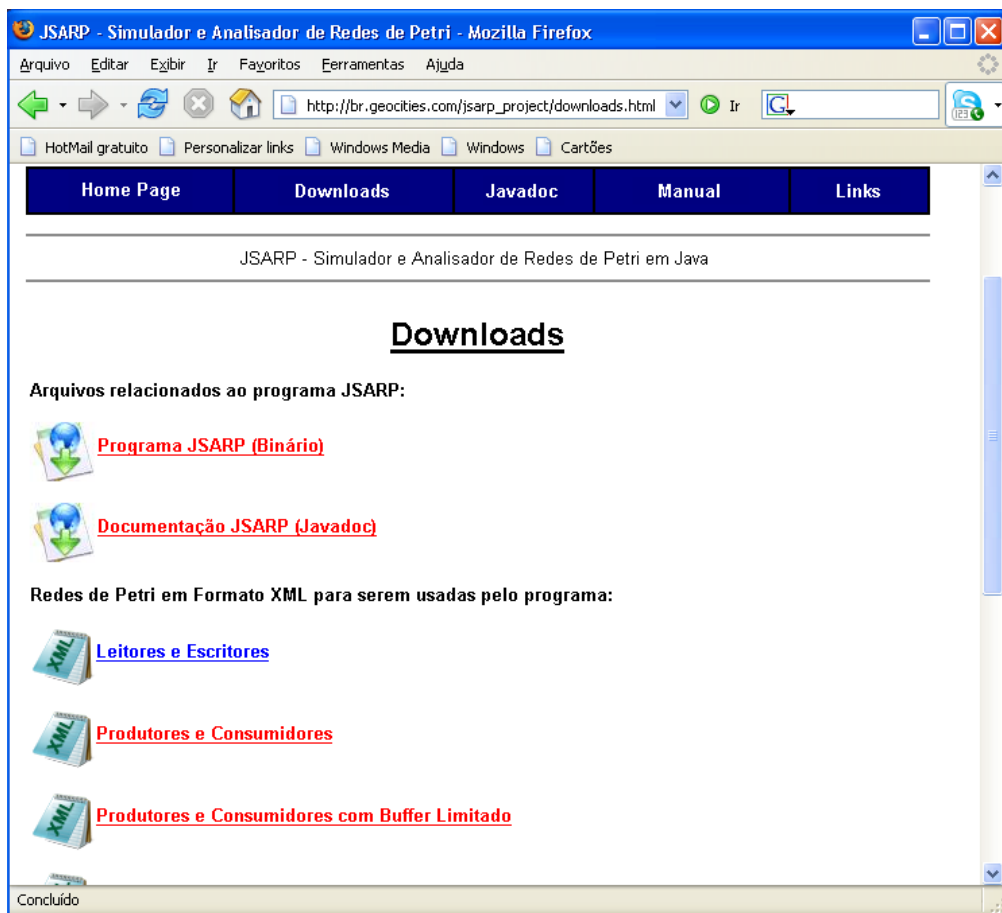 JSARP - Simulador e Analisador de Redes de Petri - Mozilla Firefox
Arquivo Editar Exibir Ir Favoritos Ferramentas Ajuda
http://br.geocities.com/jsarp_project/downloads.html Ir G 123
HotMail gratuito Personalizar links Windows Media Windows Cartões
Home Page Downloads Javadoc Manual Links
JSARP - Simulador e Analisador de Redes de Petri em Java
Downloads
Arquivos relacionados ao programa JSARP:
Programa JSARP (Binário)
Documentação JSARP (Javadoc)
Redes de Petri em Formato XML para serem usadas pelo programa:
XML Leitores e Escritores
XML Produtores e Consumidores
XML Produtores e Consumidores com Buffer Limitado
Concluído